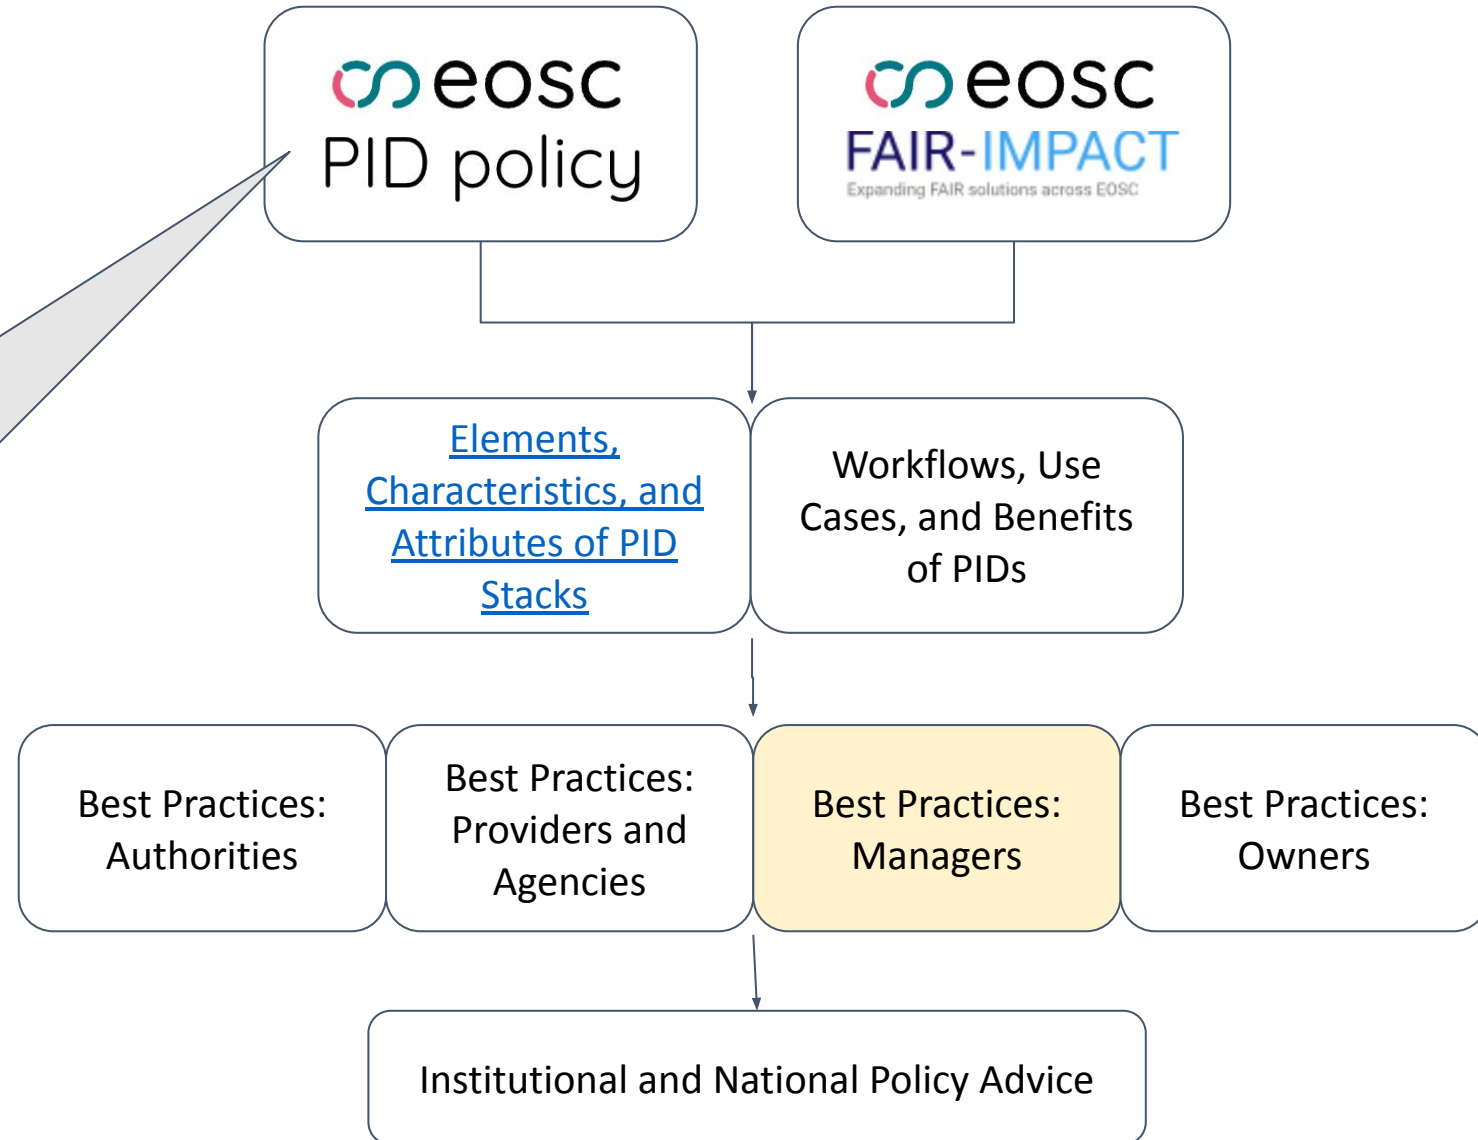 eosc
PID policy
eosc
FAIR-IMPACT
Expanding FAIR solutions across EOSC
Elements,
Characteristics, and
Attributes of PID
Stacks
Workflows, Use
Cases, and Benefits
of PIDs
Best Practices:
Authorities
Best Practices:
Providers and
Agencies
Best Practices:
Managers
Best Practices:
Owners
Institutional and National Policy Advice